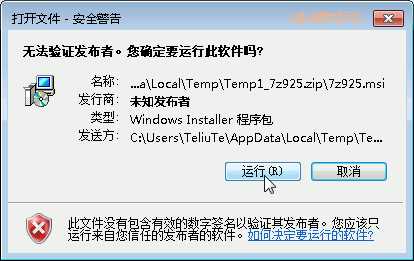 打开文件 - 安全警告
无法验证发布者。您确定要运行此软件吗?
名称: ...a\Local\Temp\Temp1_7z925.zip\7z925.msi
发行商: 未知发布者
类型: Windows Installer 程序包
发送方: C:\Users\TeliuTe\AppData\Local\Temp\Te...
运行(R) 取消
此文件没有包含有效的数字签名以验证其发布者。您应该只
运行来自您信任的发布者的软件。如何决定要运行的软件?